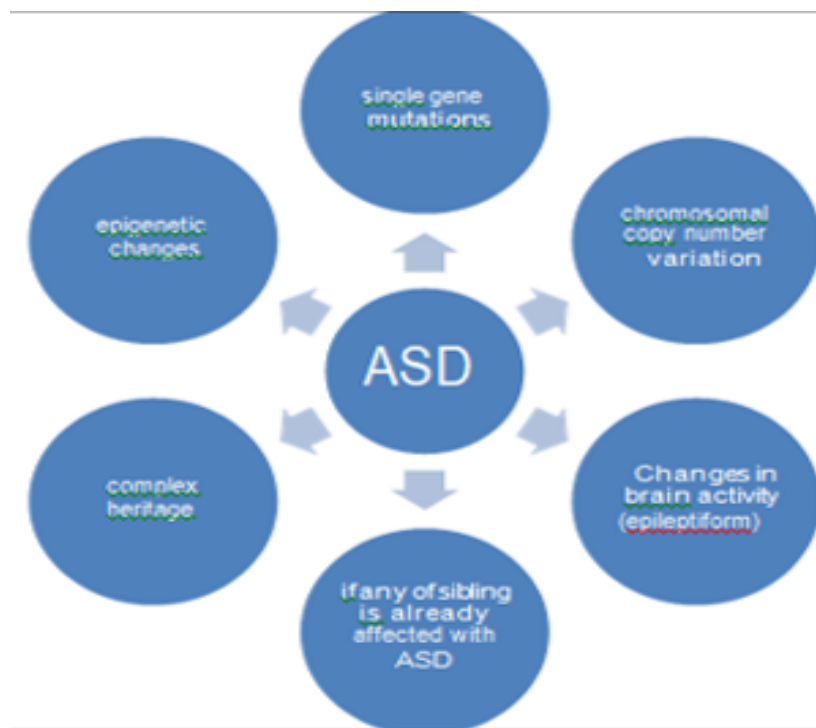 single gene
mutations
epigenetic
changes
chromosomal
copy number
variation
ASD
complex
heritage
Changes in
brain activity
(epileptiform)
if any of sibling
is already
affected with
ASD